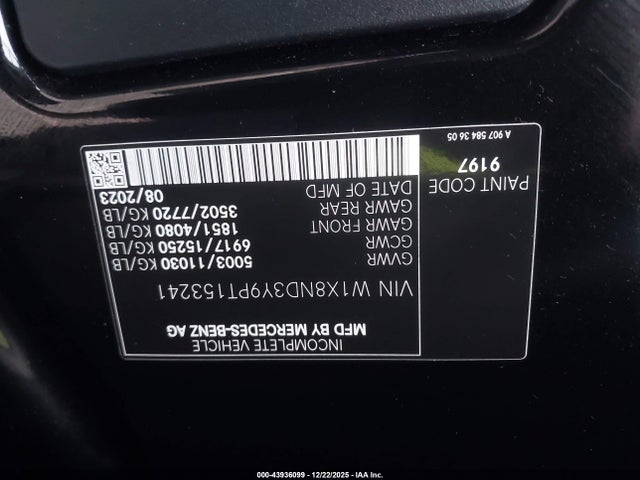 INCOMPLETE VEHICLE
MFD BY MERCEDES-BENZ AG
VIN W1X8ND3Y9PT153241
GVWR 5003/11030 KG/LB
GCWR 6917/15250 KG/LB
GAWR FRONT 1851/4080 KG/LB
GAWR REAR 3502/7720 KG/LB
DATE OF MFD 08/2023
PAINT CODE
9197
A 907 584 36 05
000-43936099 - 12/22/2025 - IAA Inc.